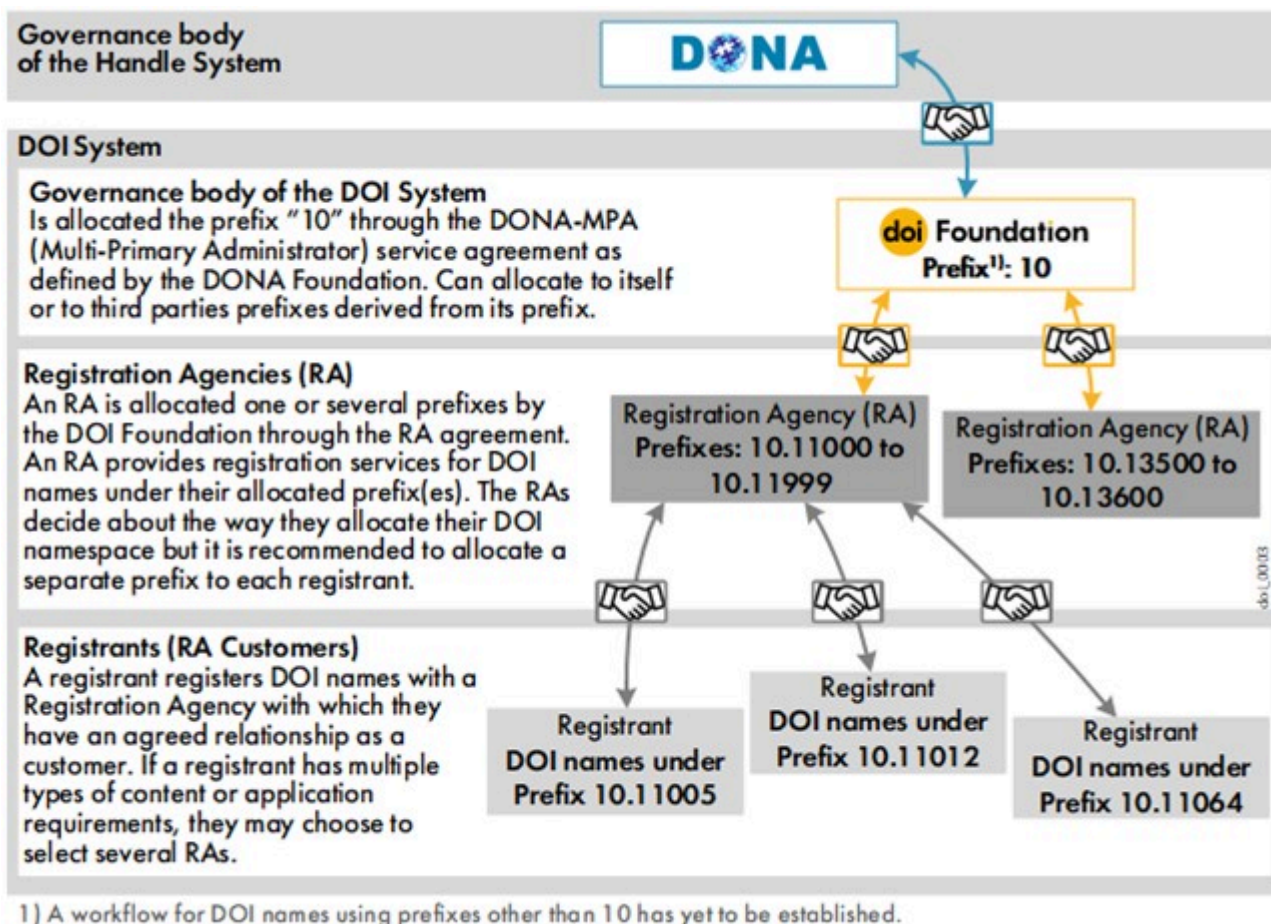 Governance body
of the Handle System
DONA
DOI System
Governance body of the DOI System
Is allocated the prefix “10” through the DONA-MPA
(Multi-Primary Administrator) service agreement as
defined by the DONA Foundation. Can allocate to itself
or to third parties prefixes derived from its prefix.
doi Foundation
Prefix¹⁾: 10
Registration Agencies (RA)
An RA is allocated one or several prefixes by
the DOI Foundation through the RA agreement.
An RA provides registration services for DOI
names under their allocated prefix(es). The RAs
decide about the way they allocate their DOI
namespace but it is recommended to allocate a
separate prefix to each registrant.
Registration Agency (RA)
Prefixes: 10.11000 to
10.11999
Registration Agency (RA)
Prefixes: 10.13500 to
10.13600
doi_0003
Registrants (RA Customers)
A registrant registers DOI names with a
Registration Agency with which they
have an agreed relationship as a
customer. If a registrant has multiple
types of content or application
requirements, they may choose to
select several RAs.
Registrant
DOI names under
Prefix 10.11005
Registrant
DOI names under
Prefix 10.11012
Registrant
DOI names under
Prefix 10.11064
1) A workflow for DOI names using prefixes other than 10 has yet to be established.